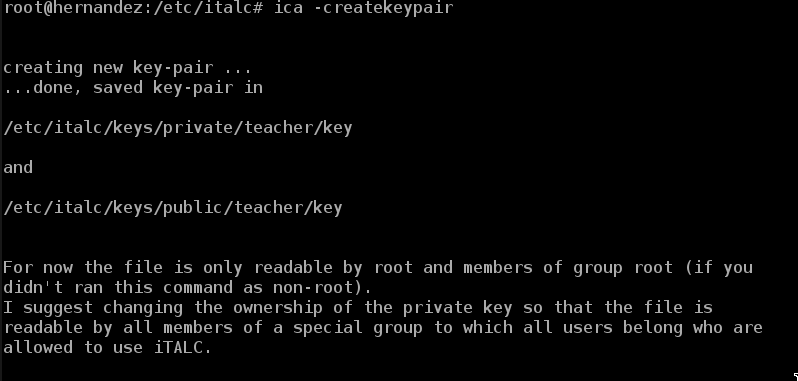 root@hernandez:/etc/italc# ica -createkeypair
creating new key-pair ...
...done, saved key-pair in
/etc/italc/keys/private/teacher/key
and
/etc/italc/keys/public/teacher/key
For now the file is only readable by root and members of group root (if you
didn't ran this command as non-root).
I suggest changing the ownership of the private key so that the file is
readable by all members of a special group to which all users belong who are
allowed to use iTALC.